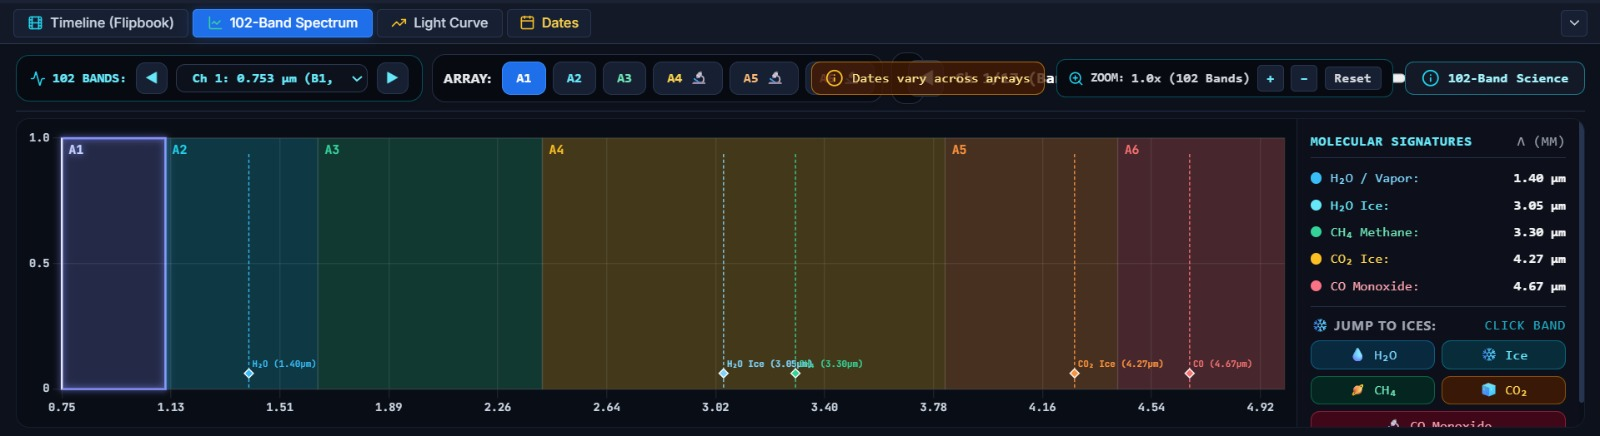 Timeline (Flipbook) 102-Band Spectrum Light Curve Dates
102 BANDS: Ch 1: 0.753 μm (B1, ARRAY: A1 A2 A3 A4 A5 Dates vary across arrays ZOOM: 1.0x (102 Bands) + − Reset 102-Band Science
1.0
0.5
0
A1 A2 A3 A4 A5 A6
H₂O (1.40μm) H₂O Ice (3.05μm) (3.30μm) CO₂ Ice (4.27μm) CO (4.67μm)
0.75 1.13 1.51 1.89 2.26 2.64 3.02 3.40 3.78 4.16 4.54 4.92
MOLECULAR SIGNATURES Λ (MM)
H₂O / Vapor: 1.40 μm
H₂O Ice: 3.05 μm
CH₄ Methane: 3.30 μm
CO₂ Ice: 4.27 μm
CO Monoxide: 4.67 μm
JUMP TO ICES: CLICK BAND
H₂O Ice
CH₄ CO₂
CO Monoxide